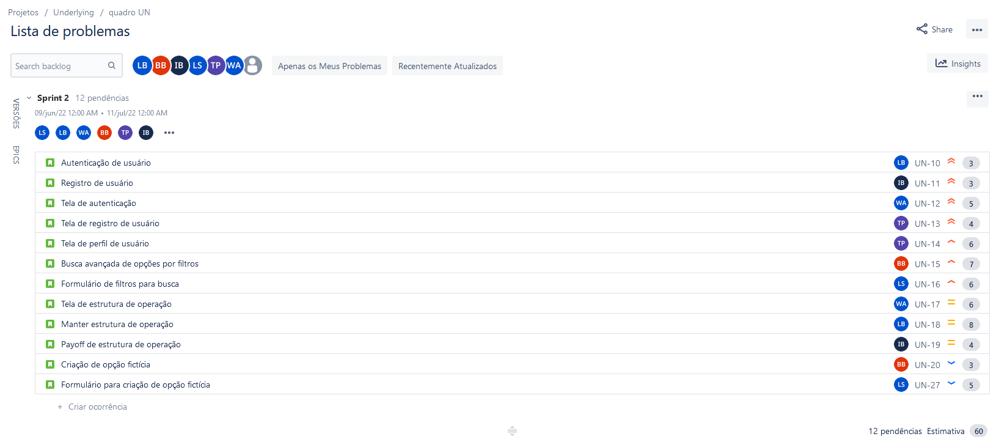 Projetos / Underlying / quadro UN
Lista de problemas
Share
Search backlog
LB BB IB LS TP WA
Apenas os Meus Problemas
Recentemente Atualizados
Insights
VERSÕES
EPICS
Sprint 2 12 pendências
09/jun/22 12:00 AM • 11/jul/22 12:00 AM
LS LB WA BB TP IB
Autenticação de usuário LB UN-10 3
Registro de usuário IB UN-11 3
Tela de autenticação WA UN-12 5
Tela de registro de usuário TP UN-13 4
Tela de perfil de usuário TP UN-14 6
Busca avançada de opções por filtros BB UN-15 7
Formulário de filtros para busca LS UN-16 6
Tela de estrutura de operação WA UN-17 6
Manter estrutura de operação LB UN-18 8
Payoff de estrutura de operação IB UN-19 4
Criação de opção fictícia BB UN-20 3
Formulário para criação de opção fictícia LS UN-27 5
+ Criar ocorrência
12 pendências Estimativa 60